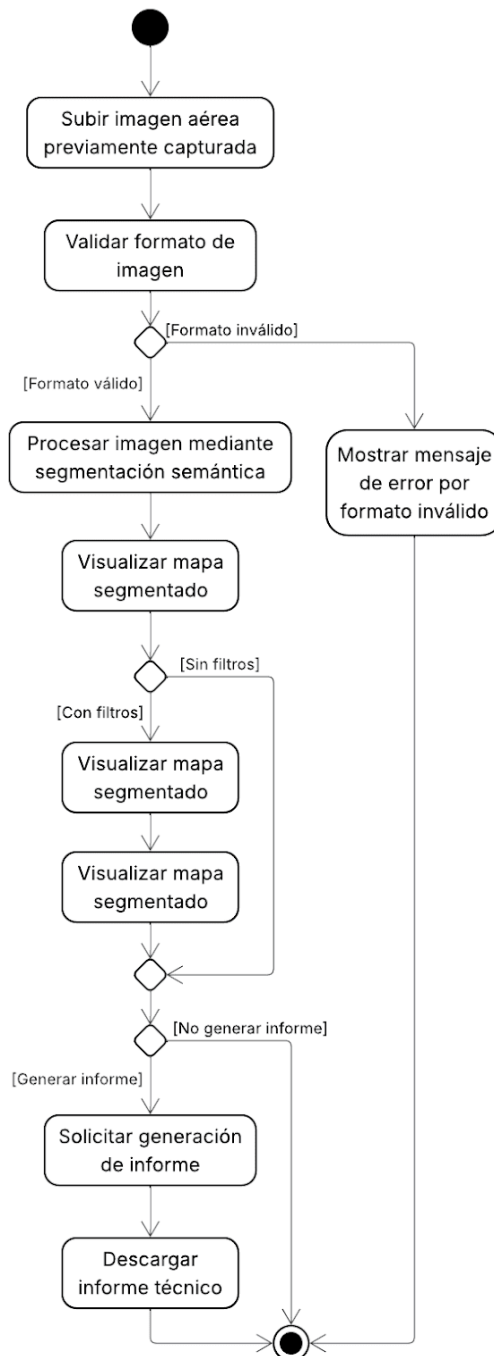 Subir imagen aérea
previamente capturada
Validar formato de
imagen
[Formato inválido]
[Formato válido]
Procesar imagen mediante
segmentación semántica
Mostrar mensaje
de error por
formato inválido
Visualizar mapa
segmentado
[Sin filtros]
[Con filtros]
Visualizar mapa
segmentado
Visualizar mapa
segmentado
[No generar informe]
[Generar informe]
Solicitar generación
de informe
Descargar
informe técnico